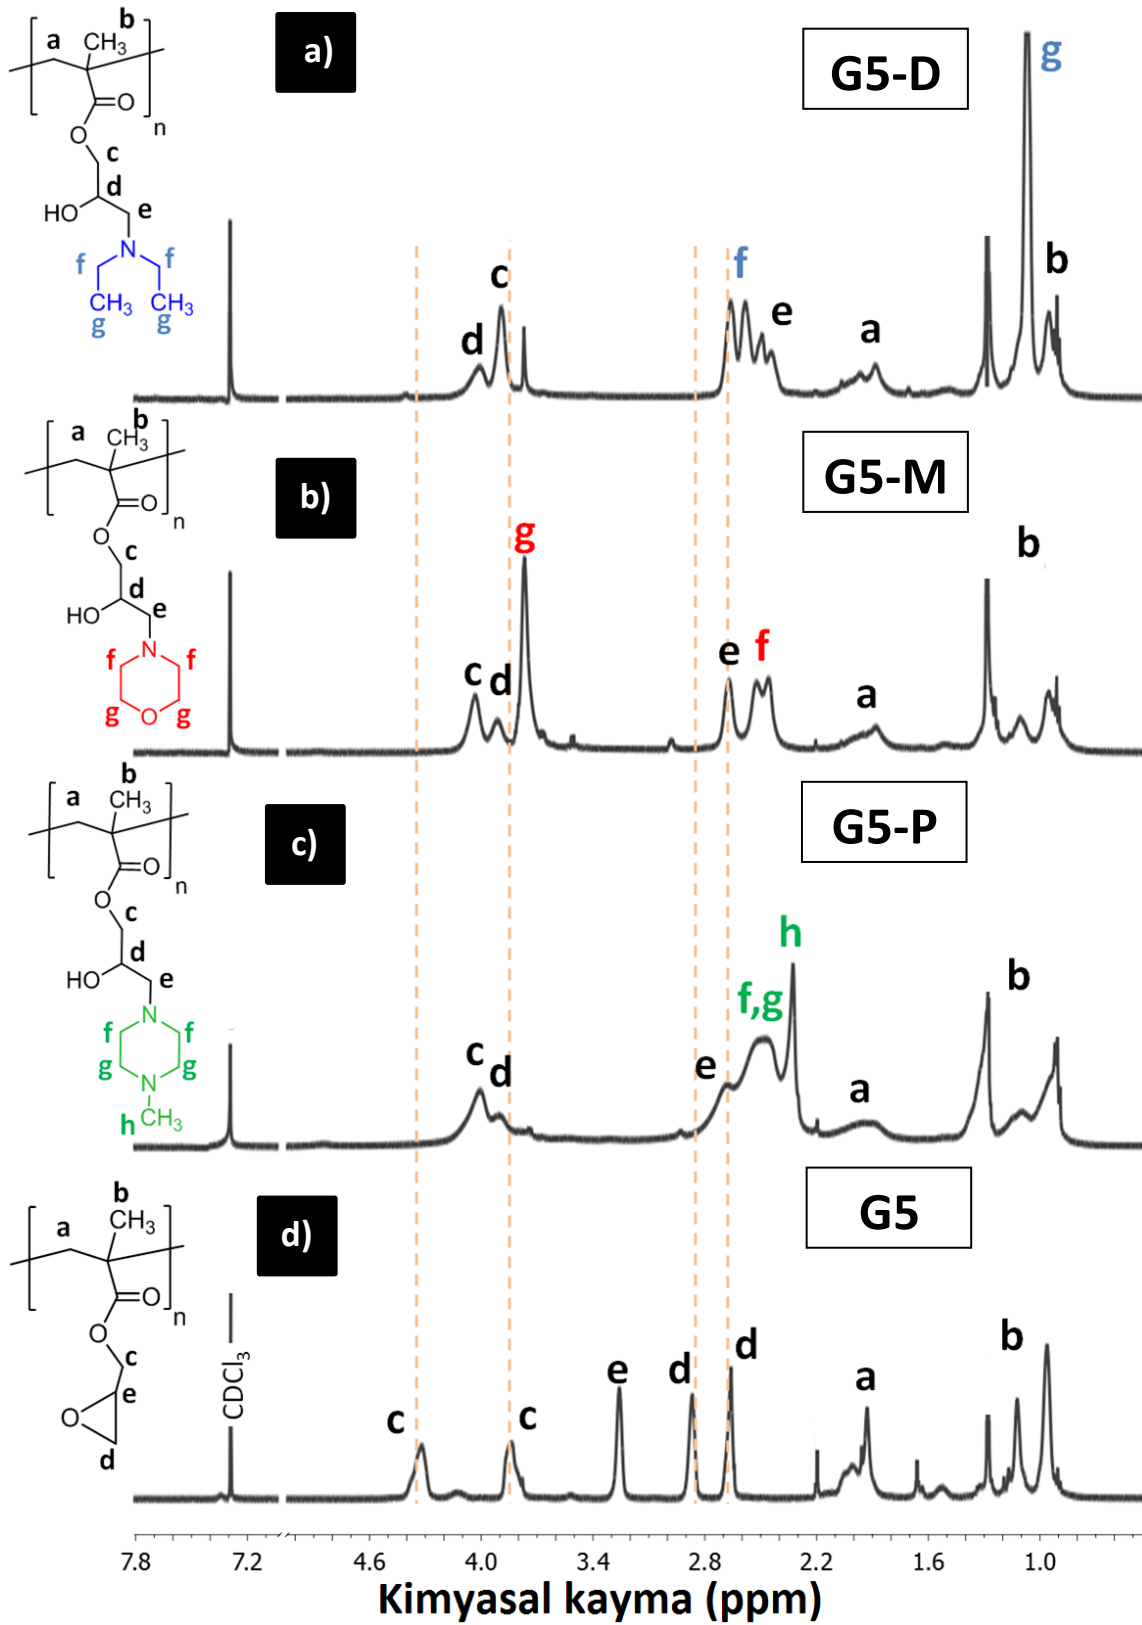 a)
G5-D
a
b
CH₃
O
n
O
c
d
HO
e
N
f
f
CH₃
CH₃
g
g
d
c
f
e
a
g
b
b)
G5-M
a
b
CH₃
O
n
O
c
d
HO
e
N
f
f
g
g
O
c
d
g
e
f
a
b
c)
G5-P
a
b
CH₃
O
n
O
c
d
HO
e
N
f
f
g
g
N
h
CH₃
c
d
e
f,g
h
a
b
d)
G5
a
b
CH₃
O
n
O
c
e
O
d
CDCl₃
c
c
e
d
d
a
b
7.8 7.2 4.6 4.0 3.4 2.8 2.2 1.6 1.0
Kimyasal kayma (ppm)